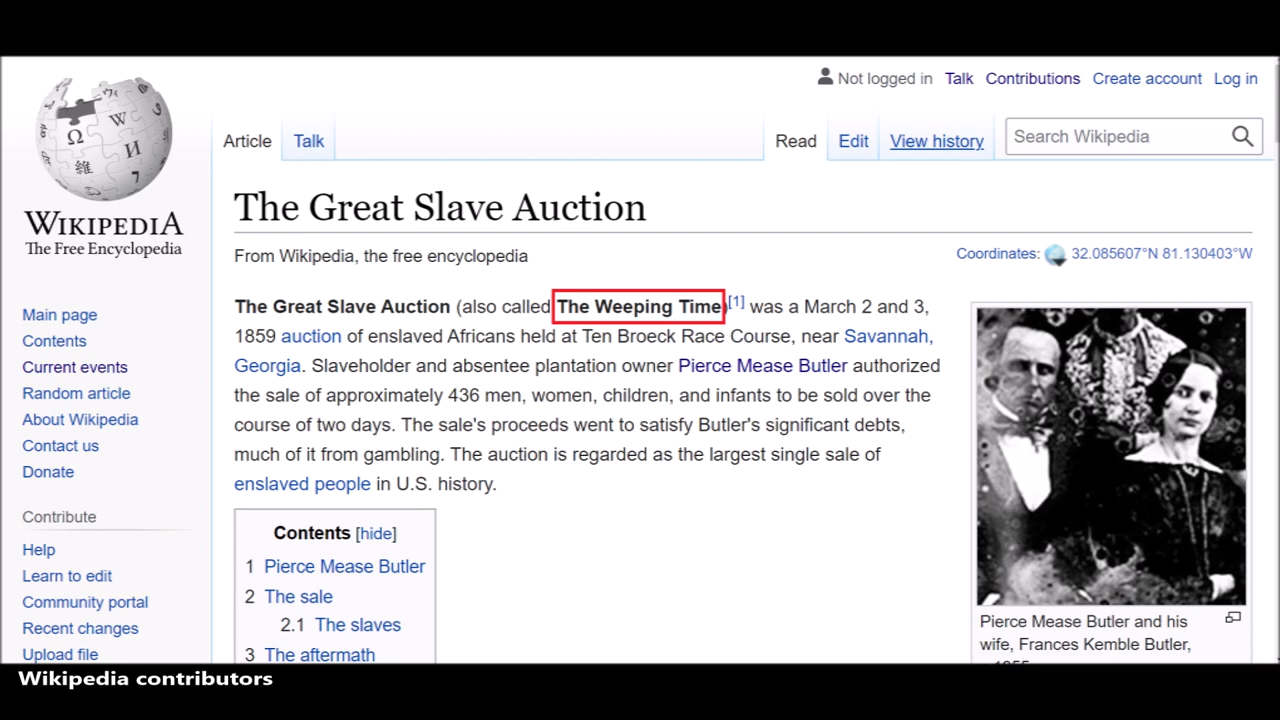 Not logged in Talk Contributions Create account Log in
Article Talk Read Edit View history Search Wikipedia
WIKIPEDIA
The Free Encyclopedia
The Great Slave Auction
From Wikipedia, the free encyclopedia
Coordinates: 32.085607°N 81.130403°W
The Great Slave Auction (also called The Weeping Time)[1] was a March 2 and 3,
1859 auction of enslaved Africans held at Ten Broeck Race Course, near Savannah,
Georgia. Slaveholder and absentee plantation owner Pierce Mease Butler authorized
the sale of approximately 436 men, women, children, and infants to be sold over the
course of two days. The sale's proceeds went to satisfy Butler's significant debts,
much of it from gambling. The auction is regarded as the largest single sale of
enslaved people in U.S. history.
Contents [hide]
1 Pierce Mease Butler
2 The sale
2.1 The slaves
3 The aftermath
Pierce Mease Butler and his
wife, Frances Kemble Butler,
Main page
Contents
Current events
Random article
About Wikipedia
Contact us
Donate
Contribute
Help
Learn to edit
Community portal
Recent changes
Upload file
Wikipedia contributors